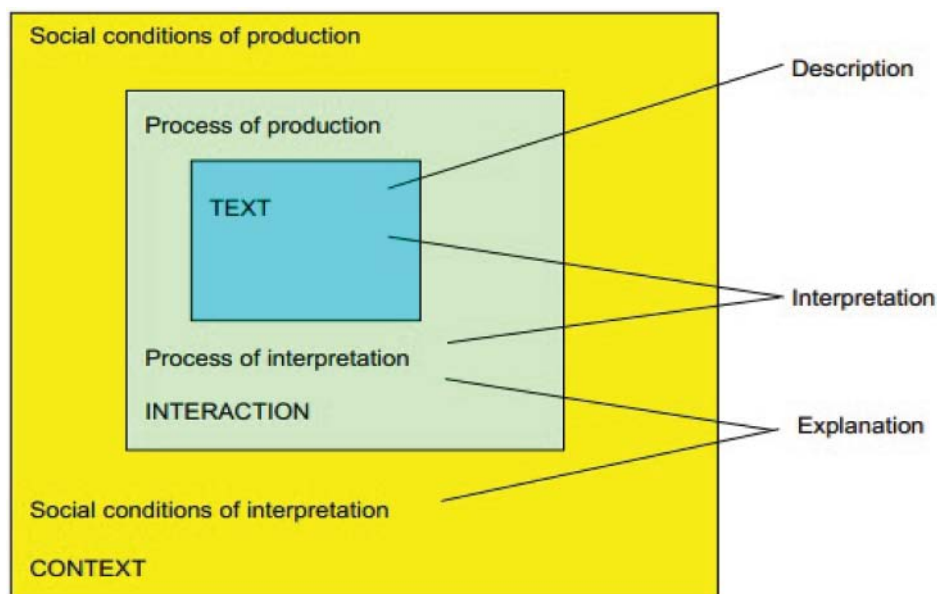 Social conditions of production
Description
Process of production
TEXT
Interpretation
Process of interpretation
INTERACTION
Explanation
Social conditions of interpretation
CONTEXT